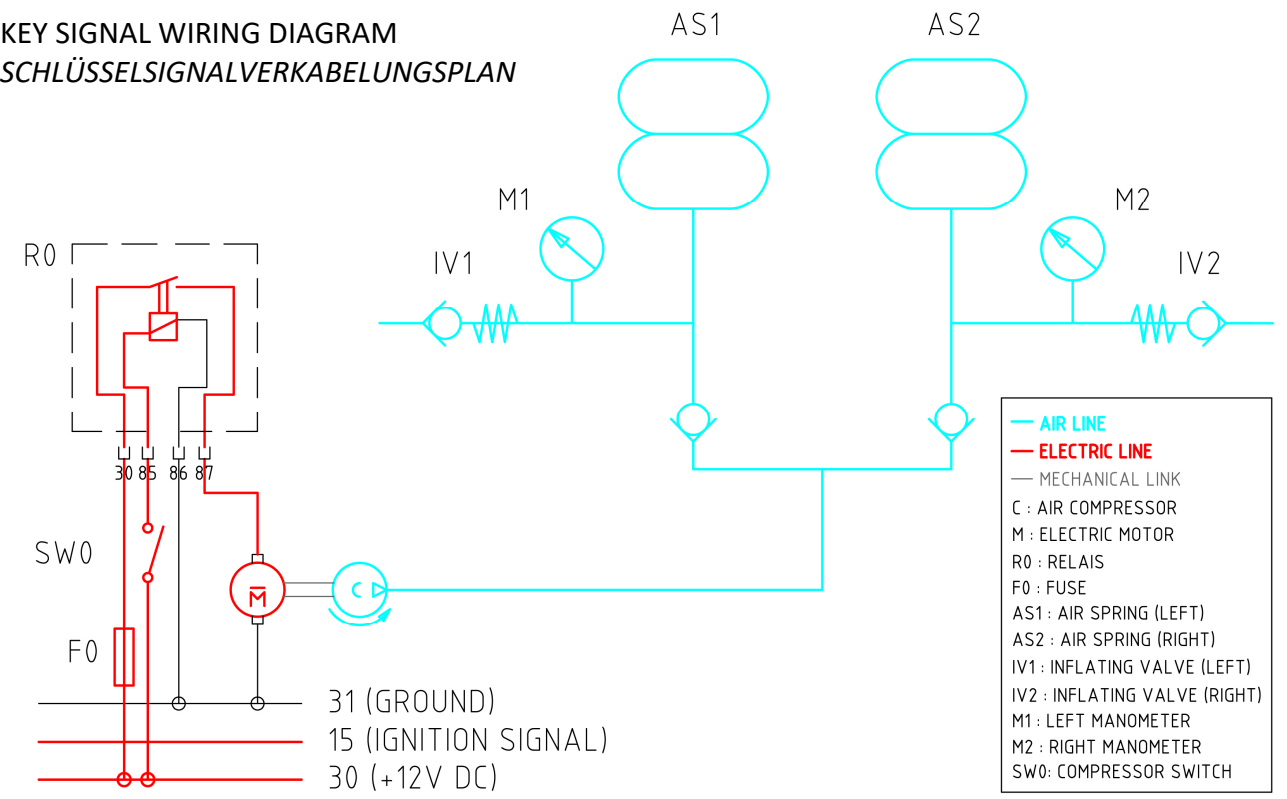 KEY SIGNAL WIRING DIAGRAM
SCHLÜSSELSIGNALVERKABELUNGSPLAN
AS1
AS2
M1
M2
R0
IV1
IV2
30 85 86 87
SW0
M
C
F0
31 (GROUND)
15 (IGNITION SIGNAL)
30 (+12V DC)
AIR LINE
ELECTRIC LINE
MECHANICAL LINK
C : AIR COMPRESSOR
M : ELECTRIC MOTOR
R0 : RELAIS
F0 : FUSE
AS1 : AIR SPRING (LEFT)
AS2 : AIR SPRING (RIGHT)
IV1 : INFLATING VALVE (LEFT)
IV2 : INFLATING VALVE (RIGHT)
M1 : LEFT MANOMETER
M2 : RIGHT MANOMETER
SW0: COMPRESSOR SWITCH